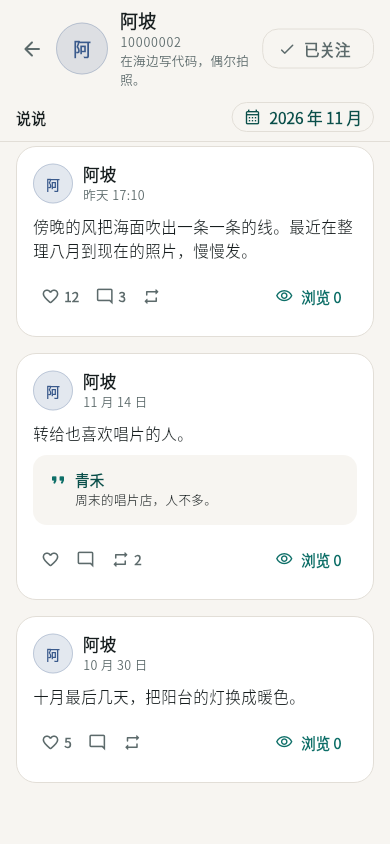 阿
阿坡
10000002
在海边写代码，偶尔拍
照。
已关注
说说
2026 年 11 月
阿
阿坡
昨天 17:10
傍晚的风把海面吹出一条一条的线。最近在整
理八月到现在的照片，慢慢发。
12
3
浏览 0
阿
阿坡
11 月 14 日
转给也喜欢唱片的人。
青禾
周末的唱片店，人不多。
2
浏览 0
阿
阿坡
10 月 30 日
十月最后几天，把阳台的灯换成暖色。
5
浏览 0